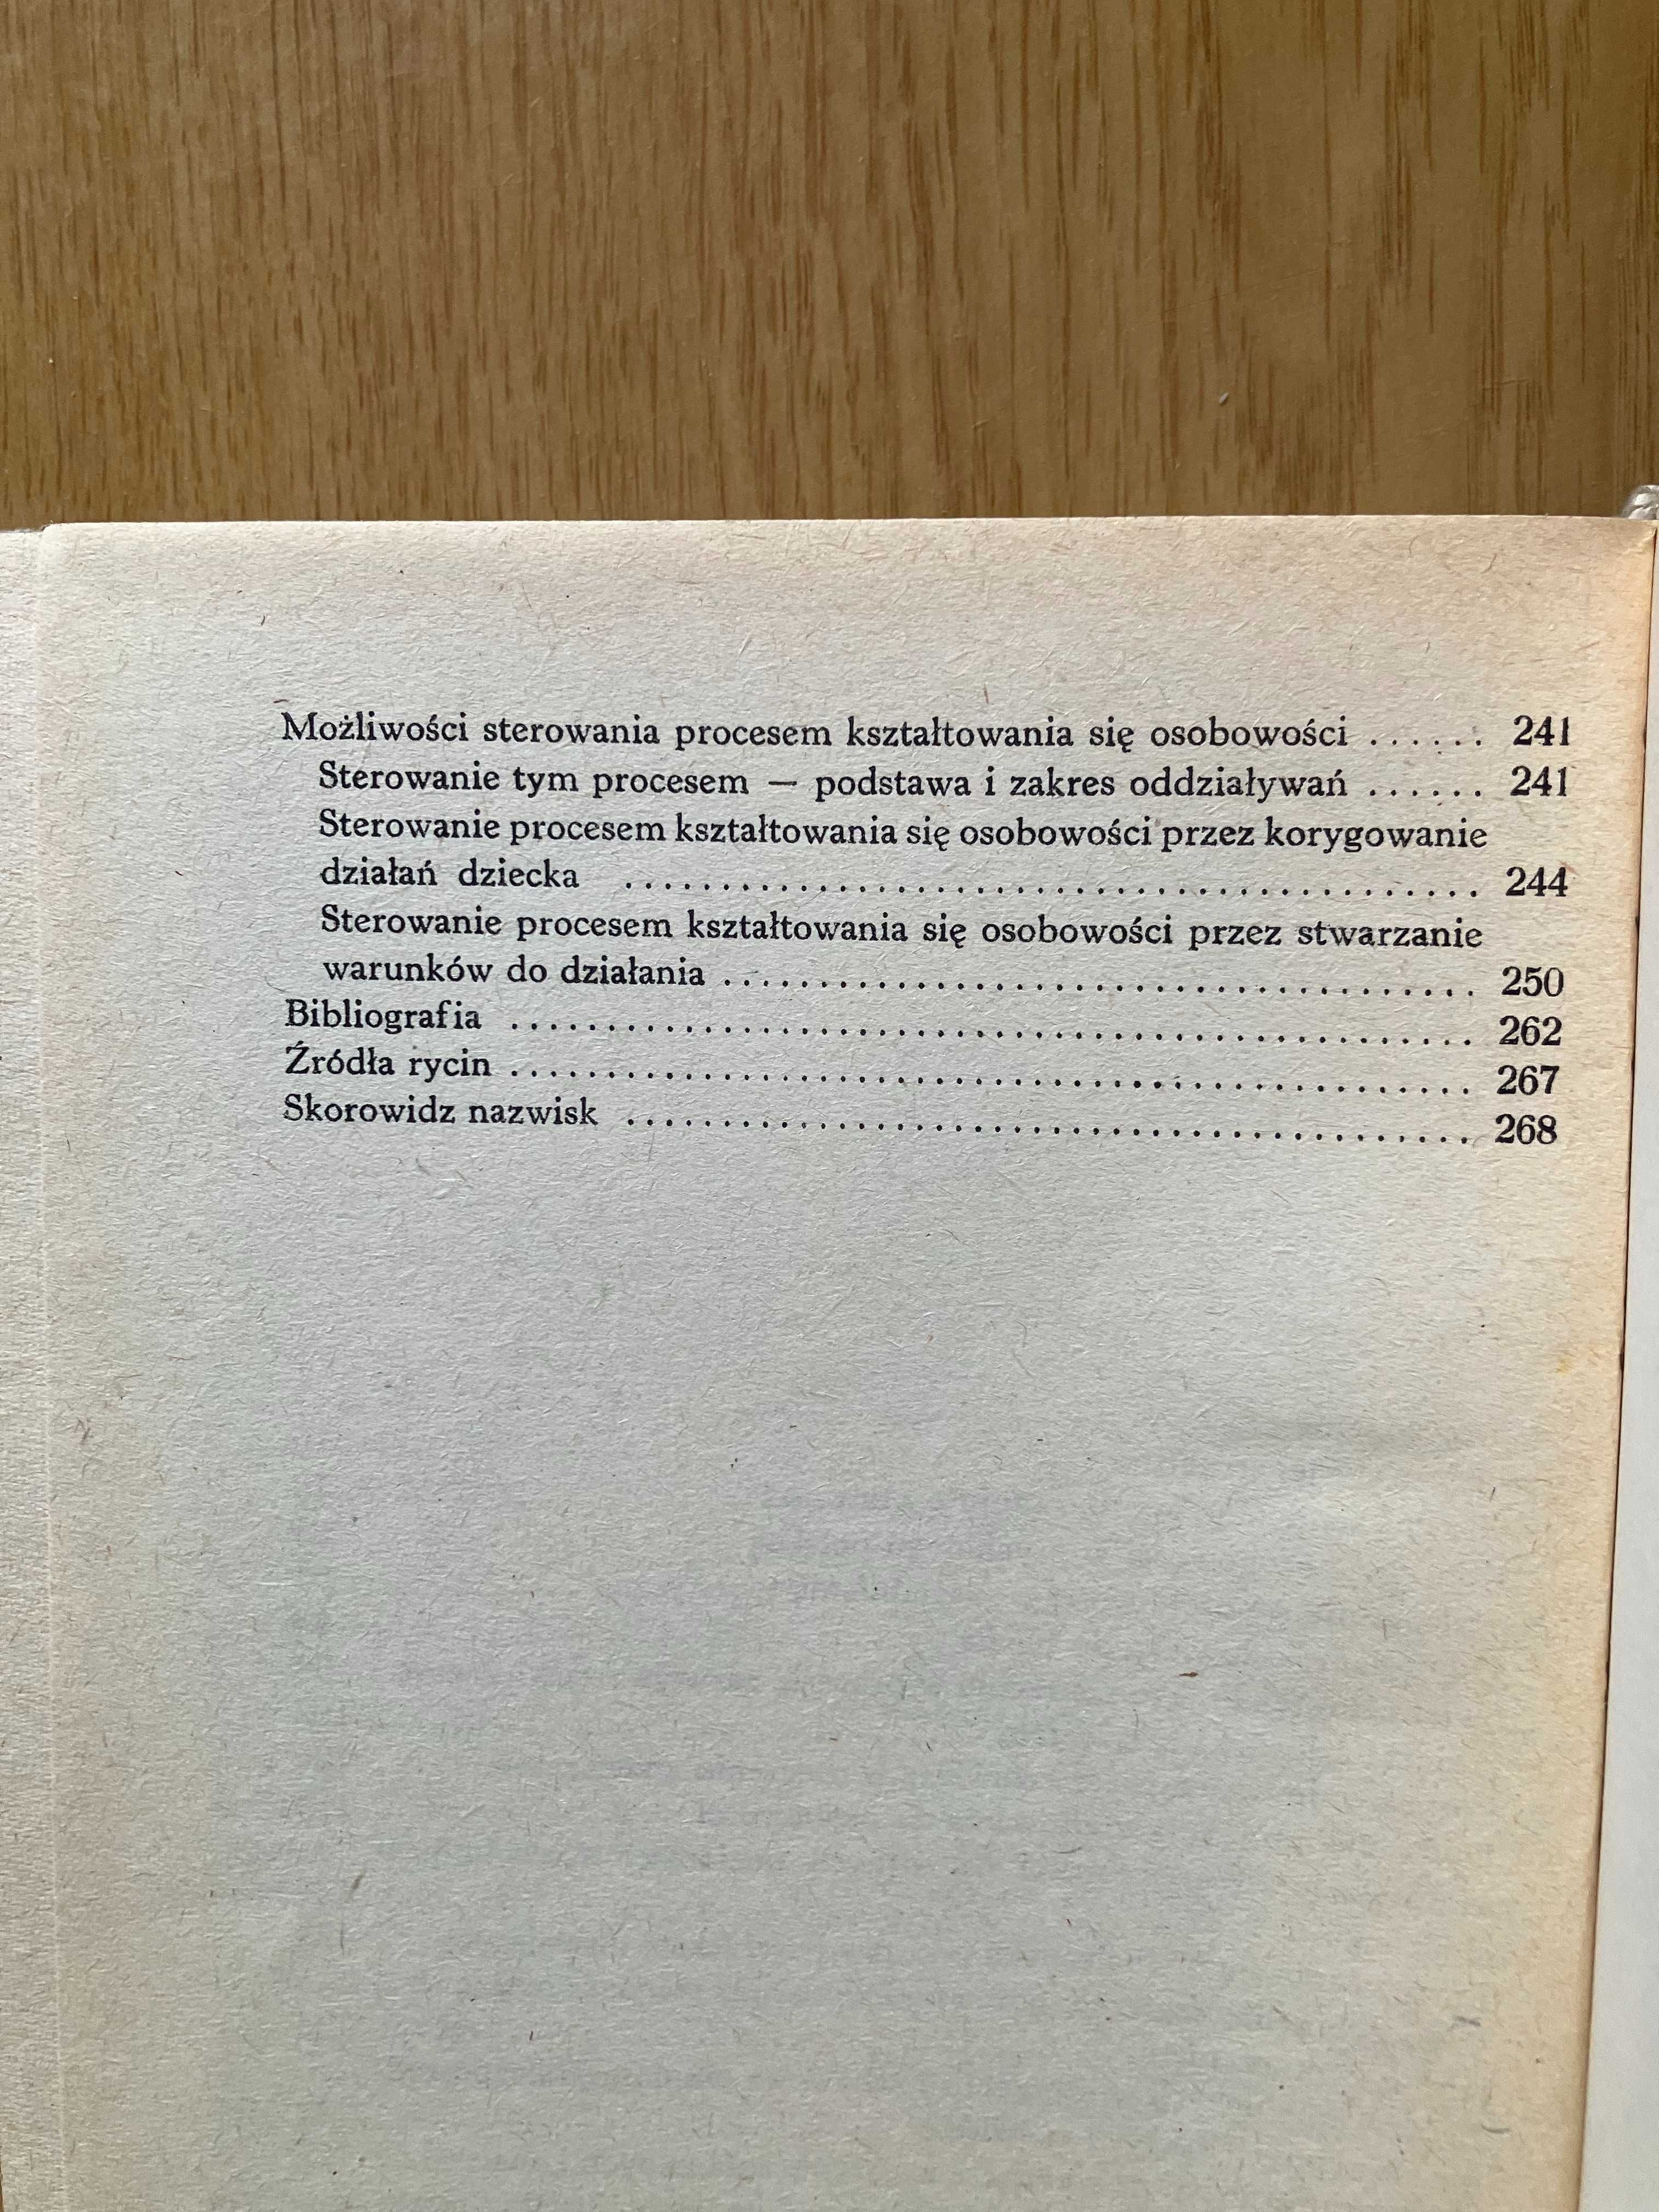 Możliwości sterowania procesem kształtowania się osobowości ...... 241
Sterowanie tym procesem — podstawa i zakres oddziaływań ...... 241
Sterowanie procesem kształtowania się osobowości przez korygowanie
działań dziecka ............................................ 244
Sterowanie procesem kształtowania się osobowości przez stwarzanie
warunków do działania ....................................... 250
Bibliografia .................................................. 262
Źródła rycin .................................................. 267
Skorowidz nazwisk ............................................ 268